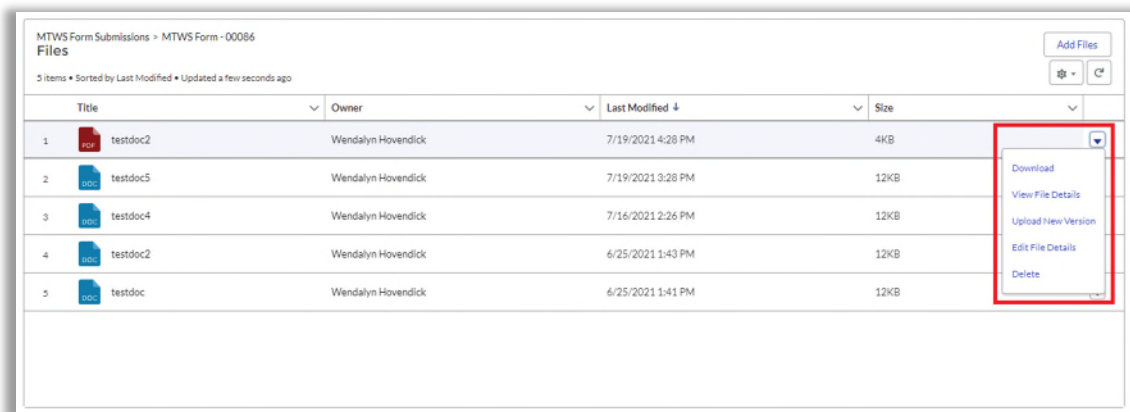 MTWS Form Submissions > MTWS Form - 00086
Files
Add Files
5 items • Sorted by Last Modified • Updated a few seconds ago
Title Owner Last Modified Size
1 PDF testdoc2 Wendalyn Hovendick 7/19/2021 4:28 PM 4KB
2 DOC testdoc5 Wendalyn Hovendick 7/19/2021 3:28 PM 12KB
3 DOC testdoc4 Wendalyn Hovendick 7/16/2021 2:26 PM 12KB
4 DOC testdoc2 Wendalyn Hovendick 6/25/2021 1:43 PM 12KB
5 DOC testdoc Wendalyn Hovendick 6/25/2021 1:41 PM 12KB
Download
View File Details
Upload New Version
Edit File Details
Delete